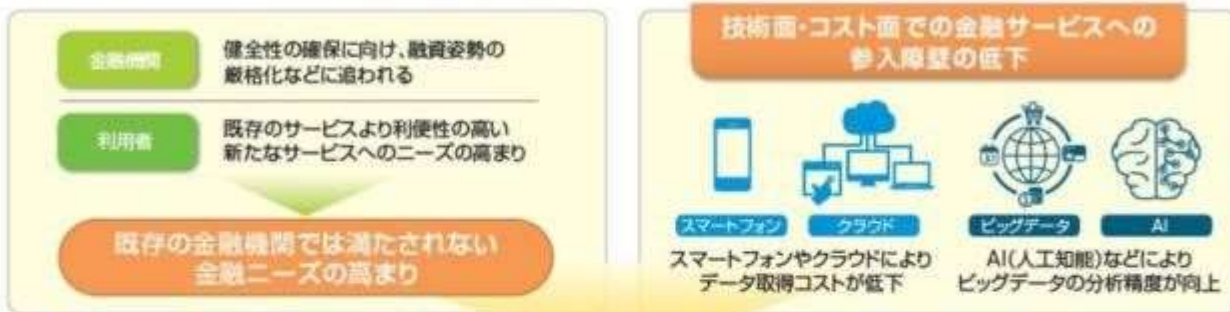 金融機関
健全性の確保に向け、融資姿勢の
厳格化などに追われる
利用者
既存のサービスより利便性の高い
新たなサービスへのニーズの高まり
既存の金融機関では満たされない
金融ニーズの高まり
技術面・コスト面での金融サービスへの
参入障壁の低下
スマートフォン
クラウド
ビッグデータ
AI
スマートフォンやクラウドにより
データ取得コストが低下
AI(人工知能)などにより
ビッグデータの分析精度が向上